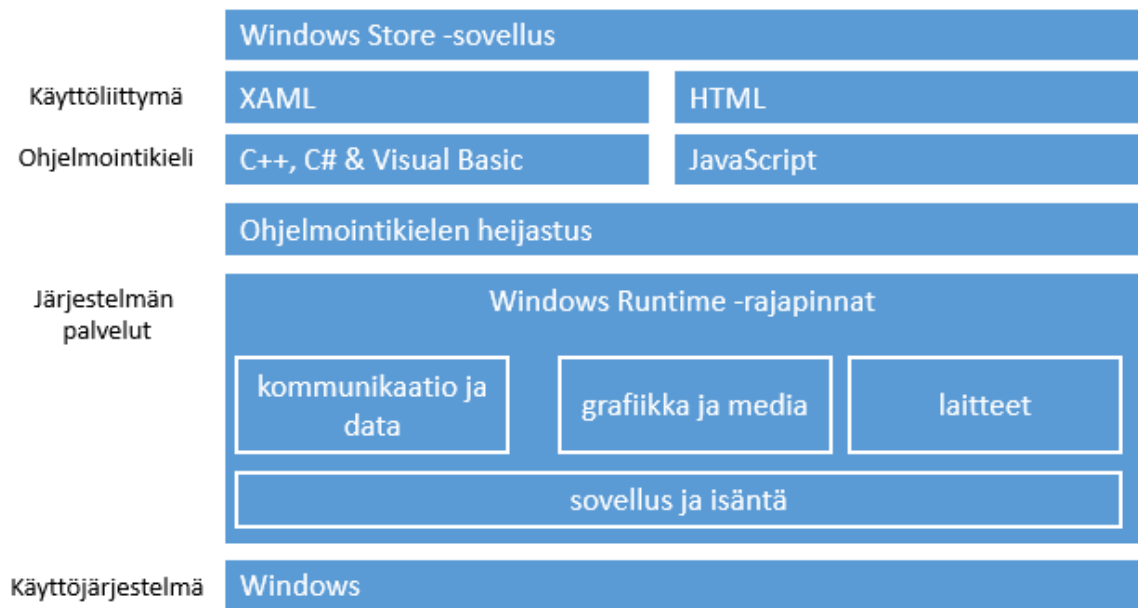 Windows Store -sovellus
Käyttöliittymä
XAML
HTML
Ohjelmointikieli
C++, C# & Visual Basic
JavaScript
Ohjelmointikielen heijastus
Järjestelmän
palvelut
Windows Runtime -rajapinnat
kommunikaatio ja
data
grafiikka ja media
laitteet
sovellus ja isäntä
Käyttöjärjestelmä
Windows